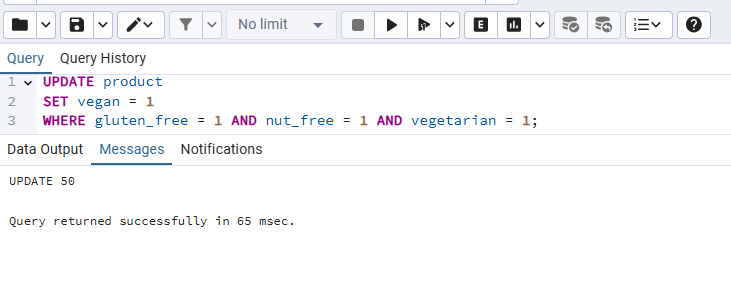 No limit
E
Query Query History
1 UPDATE product
2 SET vegan = 1
3 WHERE gluten_free = 1 AND nut_free = 1 AND vegetarian = 1;
Data Output Messages Notifications
UPDATE 50
Query returned successfully in 65 msec.